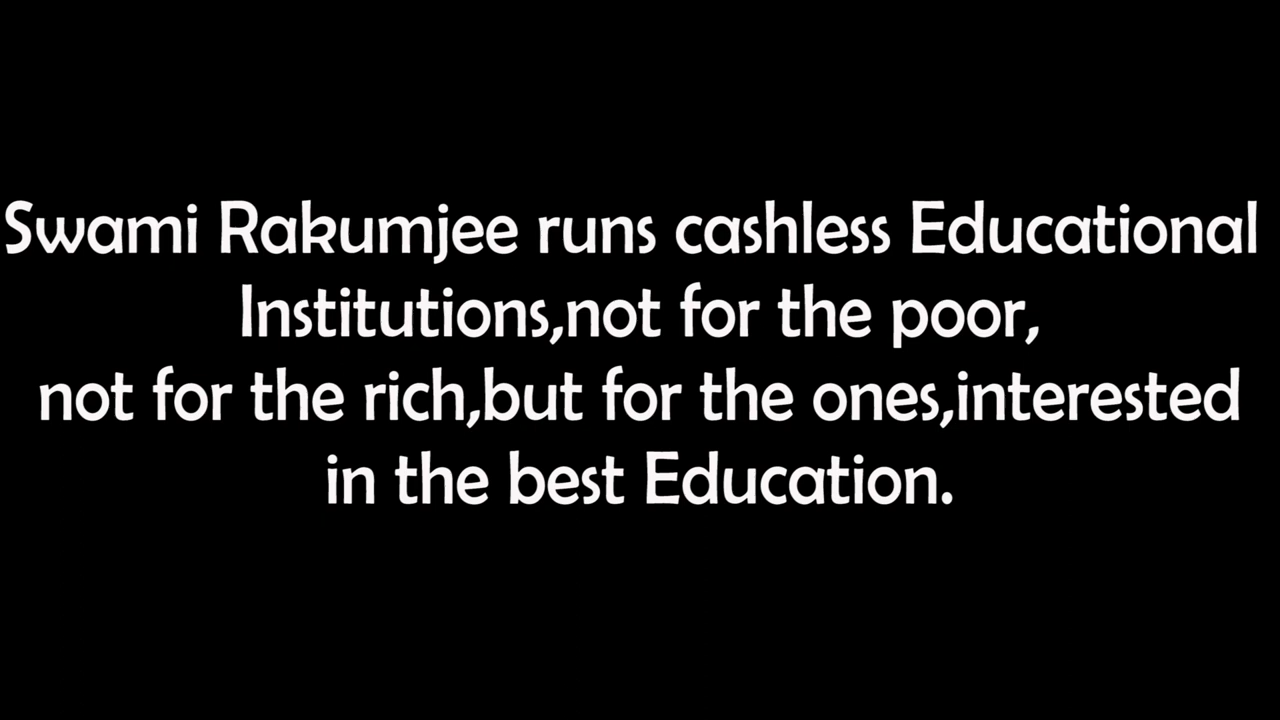 Swami Rakumjee runs cashless Educational
Institutions,not for the poor,
not for the rich,but for the ones,interested
in the best Education.